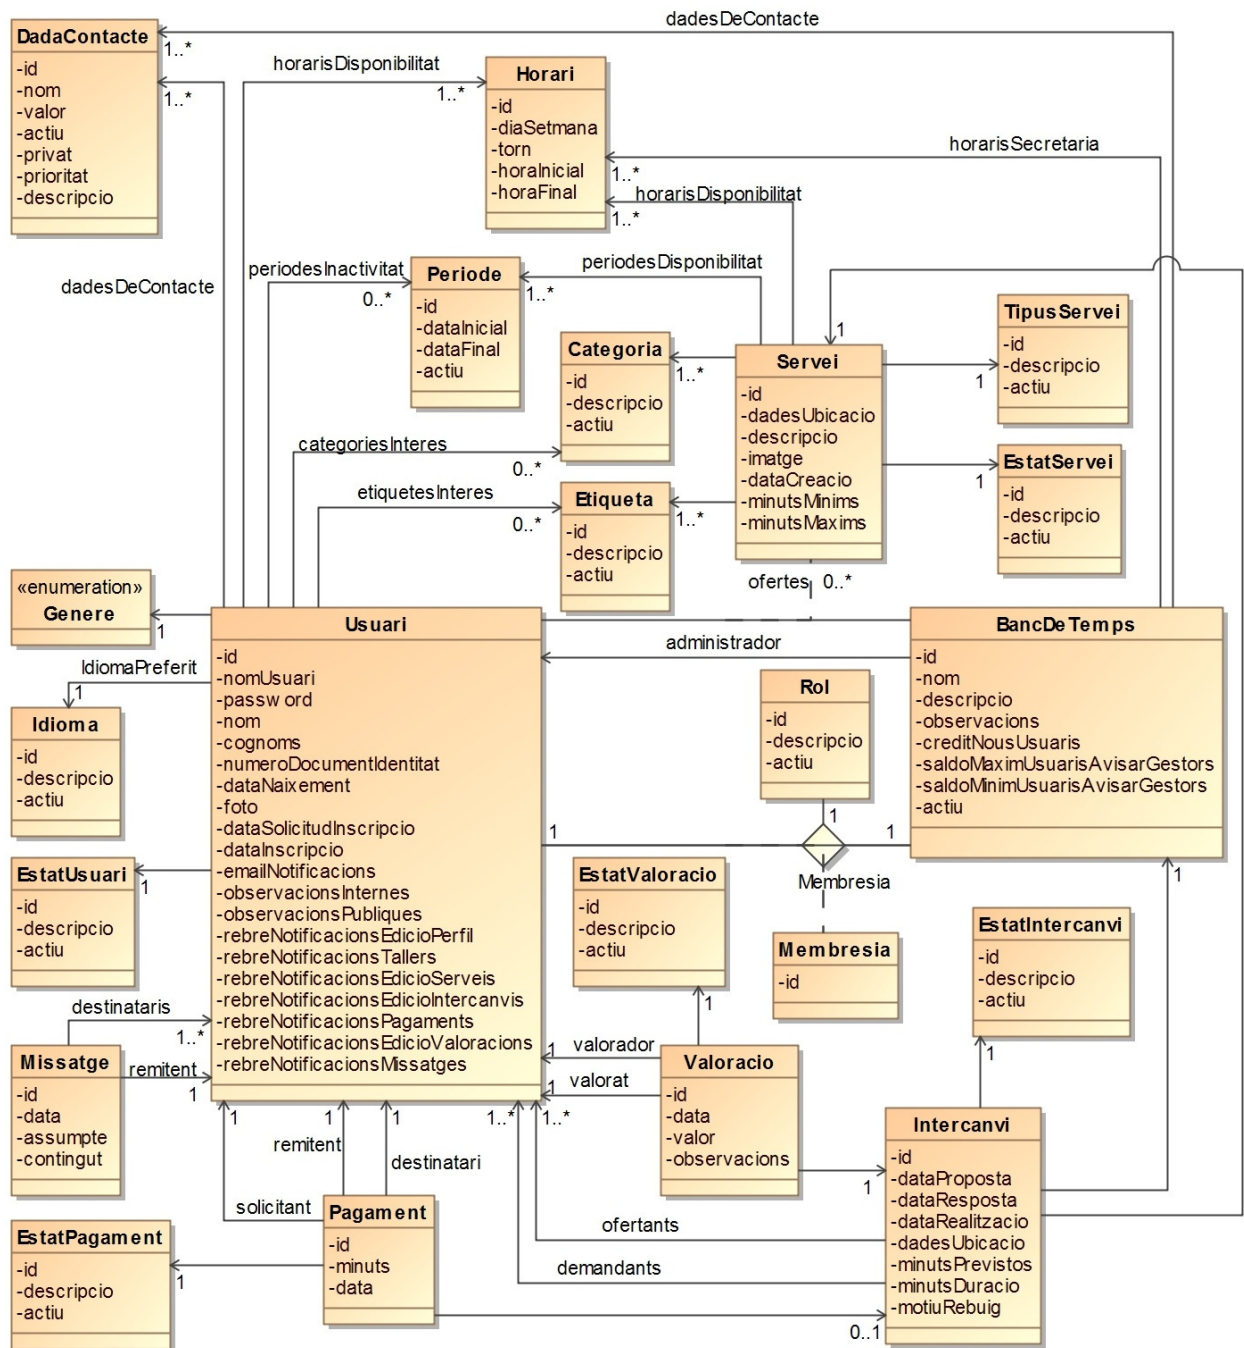 dadesDeContacte
DadaContacte
1..*
-id
-nom
-valor
-actiu
-privat
-prioritat
-descripcio
1..*
horarisDisponibilitat
1..*
Horari
-id
-diaSetmana
-torn
-horaInicial
-horaFinal
horarisSecretaria
1..*
horarisDisponibilitat
1..*
dadesDeContacte
periodesInactivitat
0..*
Periode
-id
-dataInicial
-dataFinal
-actiu
periodesDisponibilitat
1..*
Categoria
-id
-descripcio
-actiu
1..*
1
Servei
-id
-dadesUbicacio
-descripcio
-imatge
-dataCreacio
-minutsMinims
-minutsMaxims
TipusServei
-id
-descripcio
-actiu
1
categoriesInteres
0..*
EstatServei
-id
-descripcio
-actiu
1
etiquetesInteres
0..*
Etiqueta
-id
-descripcio
-actiu
1..*
ofertes
0..*
«enumeration»
Genere
1
Usuari
-id
-nomUsuari
-password
-nom
-cognoms
-numeroDocumentIdentitat
-dataNaixement
-foto
-dataSolicitudInscripcio
-dataInscripcio
-emailNotificacions
-observacionsInternes
-observacionsPubliques
-rebreNotificacionsEdicioPerfil
-rebreNotificacionsTallers
-rebreNotificacionsEdicioServeis
-rebreNotificacionsEdicioIntercanvis
-rebreNotificacionsPagaments
-rebreNotificacionsEdicioValoracions
-rebreNotificacionsMissatges
administrador
BancDeTemps
-id
-nom
-descripcio
-observacions
-creditNousUsuaris
-saldoMaximUsuarisAvisarGestors
-saldoMinimUsuarisAvisarGestors
-actiu
IdiomaPreferit
1
Idioma
-id
-descripcio
-actiu
Rol
-id
-descripcio
-actiu
1
1
1
Membresia
Membresia
-id
EstatUsuari
-id
-descripcio
-actiu
1
EstatValoracio
-id
-descripcio
-actiu
1
1
EstatIntercanvi
-id
-descripcio
-actiu
1
destinataris
1..*
Missatge
-id
-data
-assumpte
-contingut
remitent
1
valorador
1
valorat
1
Valoracio
-id
-data
-valor
-observacions
1
1
1
1
1..*
1..*
remitent
destinatari
solicitant
Intercanvi
-id
-dataProposta
-dataResposta
-dataRealitzacio
-dadesUbicacio
-minutsPrevistos
-minutsDuracio
-motiuRebuig
ofertants
demandants
Pagament
-id
-minuts
-data
0..1
EstatPagament
-id
-descripcio
-actiu
1